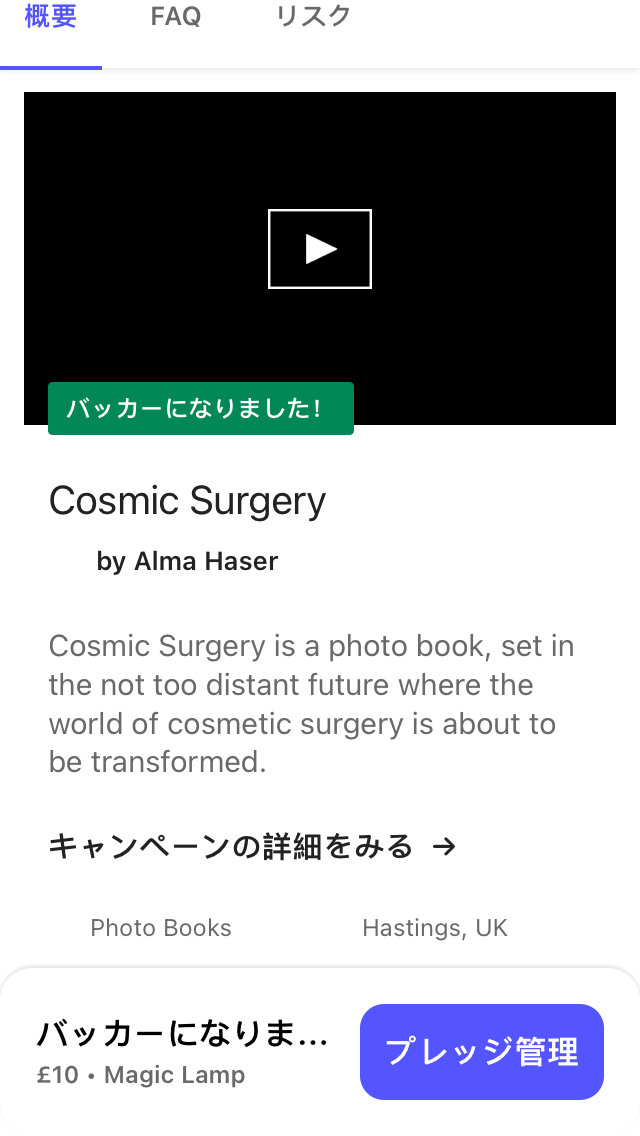 概要 FAQ リスク
バッカーになりました!
Cosmic Surgery
by Alma Haser
Cosmic Surgery is a photo book, set in
the not too distant future where the
world of cosmetic surgery is about to
be transformed.
キャンペーンの詳細をみる →
Photo Books Hastings, UK
バッカーになりま...
£10 • Magic Lamp
プレッジ管理